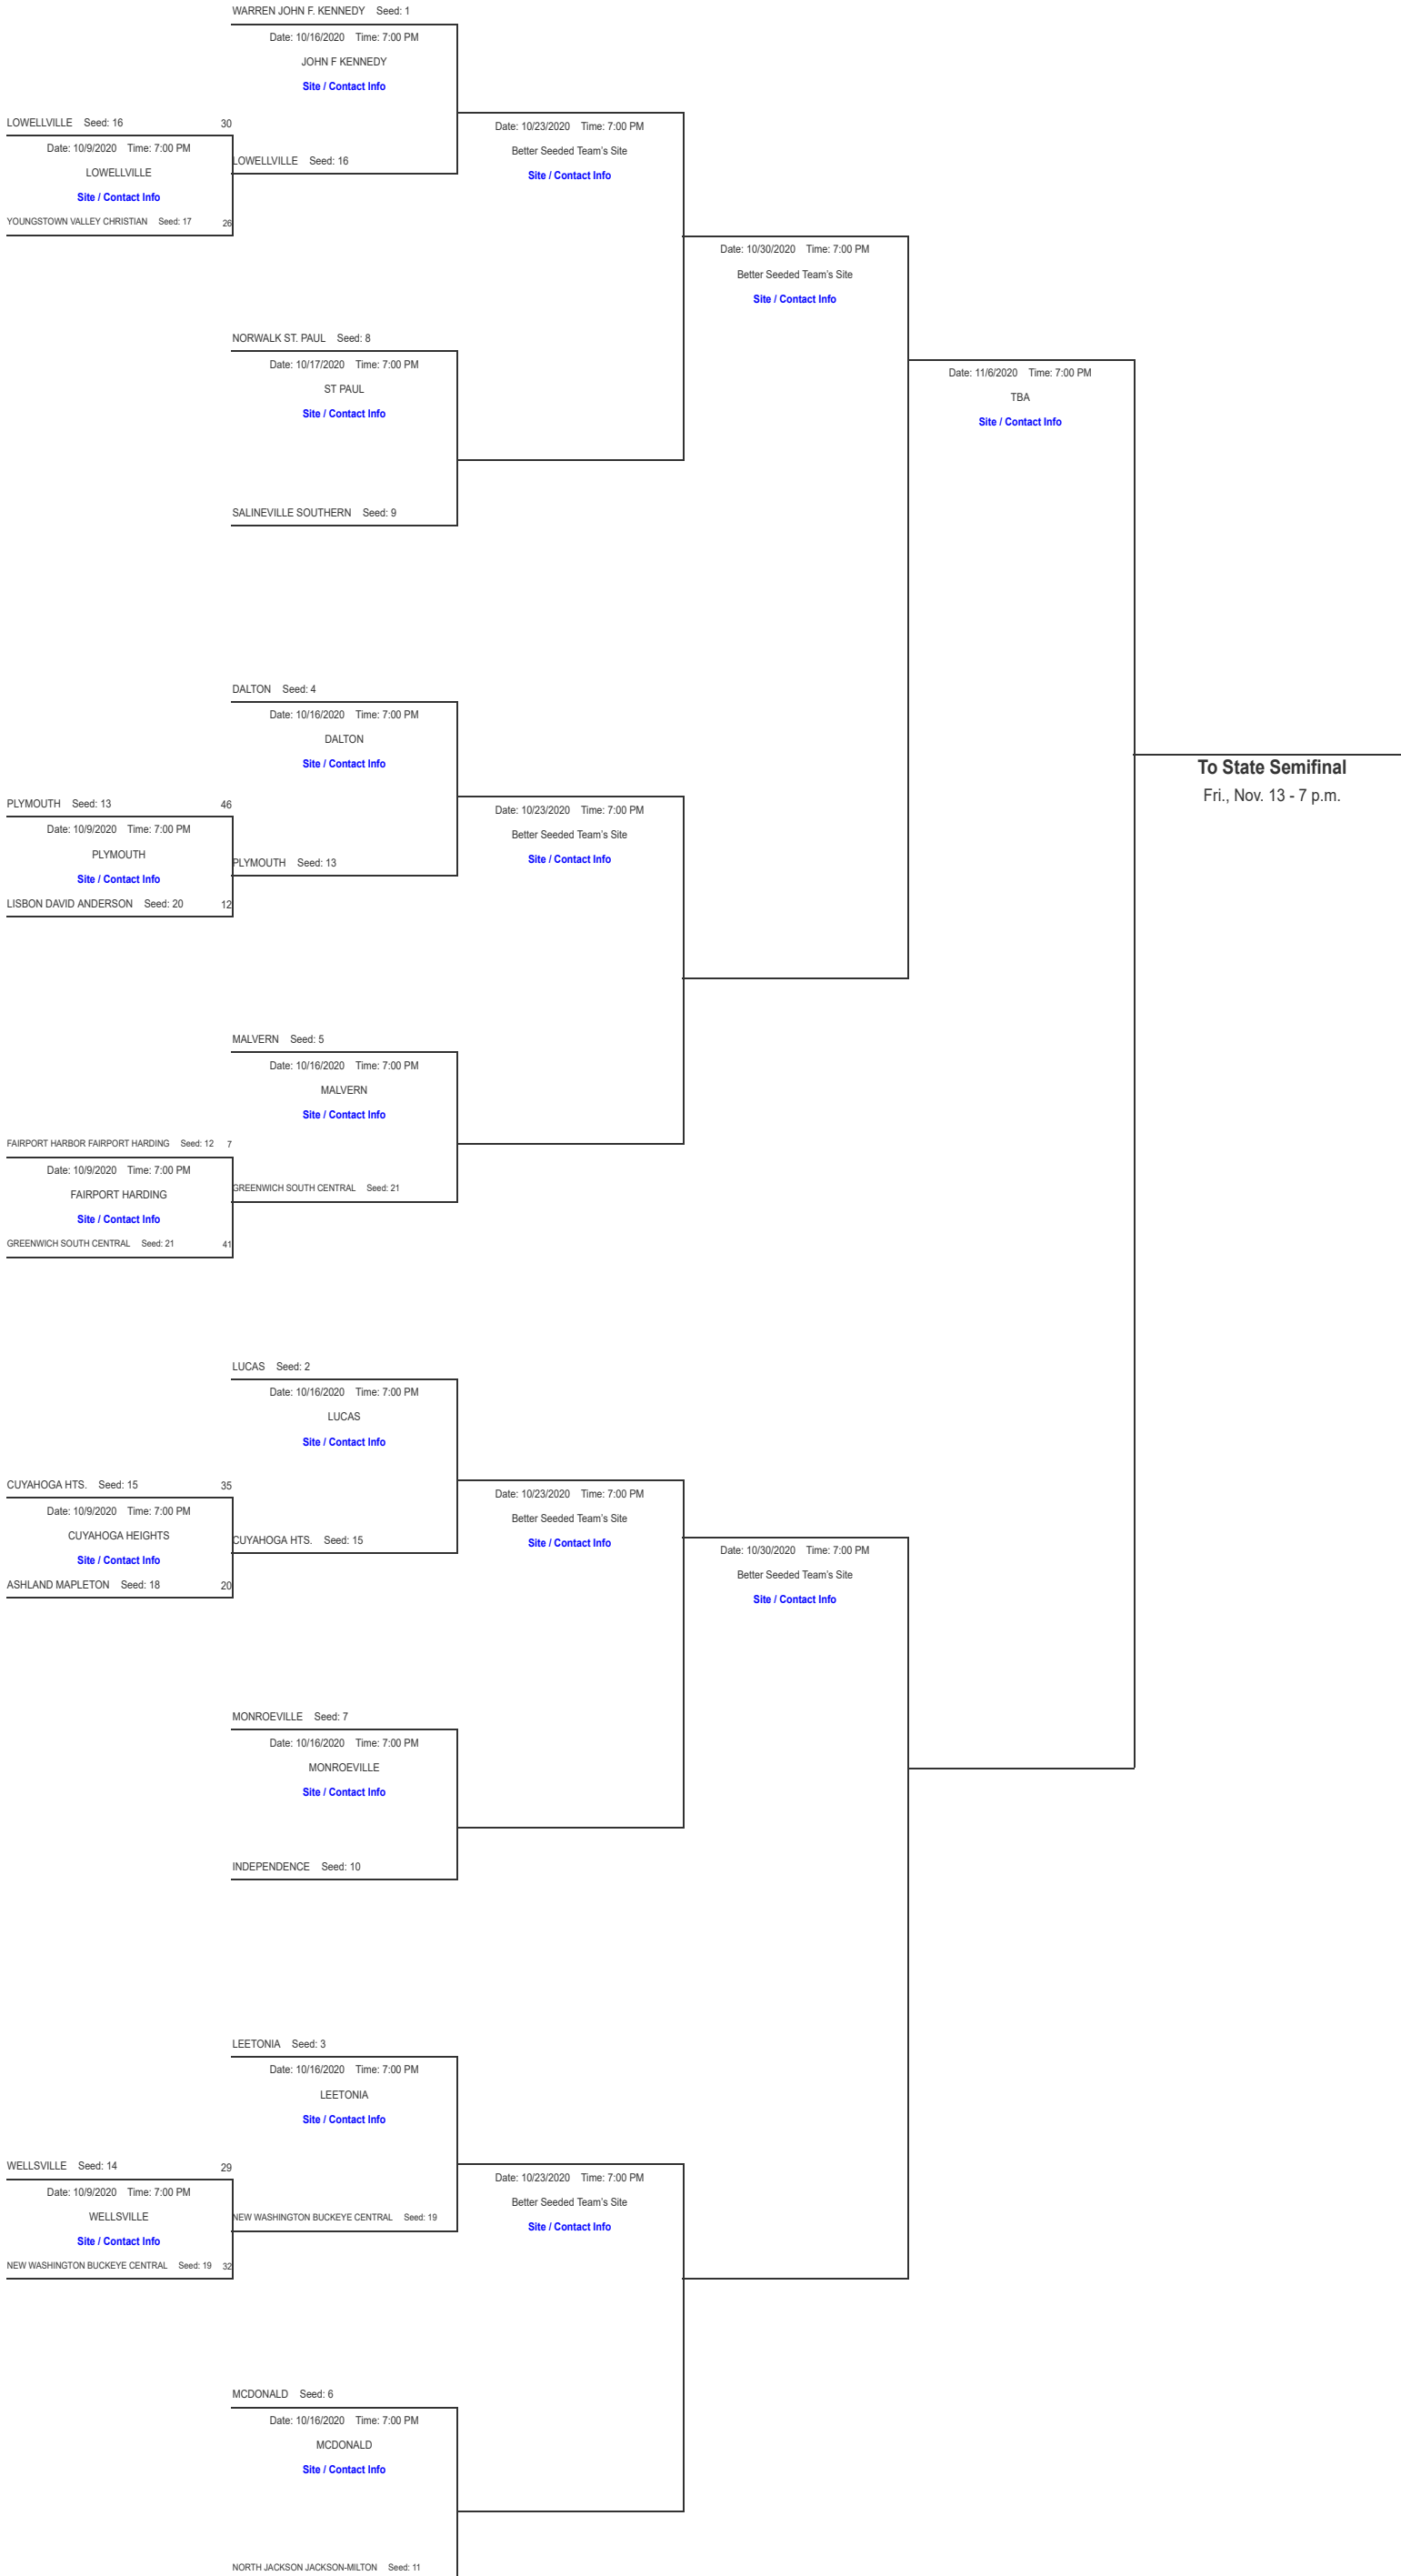 WARREN JOHN F. KENNEDY Seed: 1
Date: 10/16/2020 Time: 7:00 PM
JOHN F KENNEDY
Site / Contact Info
LOWELLVILLE Seed: 16 30
Date: 10/9/2020 Time: 7:00 PM
LOWELLVILLE
Site / Contact Info
YOUNGSTOWN VALLEY CHRISTIAN Seed: 17 26
LOWELLVILLE Seed: 16
Date: 10/23/2020 Time: 7:00 PM
Better Seeded Team's Site
Site / Contact Info
Date: 10/30/2020 Time: 7:00 PM
Better Seeded Team's Site
Site / Contact Info
NORWALK ST. PAUL Seed: 8
Date: 10/17/2020 Time: 7:00 PM
ST PAUL
Site / Contact Info
SALINEVILLE SOUTHERN Seed: 9
Date: 11/6/2020 Time: 7:00 PM
TBA
Site / Contact Info
DALTON Seed: 4
Date: 10/16/2020 Time: 7:00 PM
DALTON
Site / Contact Info
To State Semifinal
Fri., Nov. 13 - 7 p.m.
PLYMOUTH Seed: 13 46
Date: 10/9/2020 Time: 7:00 PM
PLYMOUTH
Site / Contact Info
LISBON DAVID ANDERSON Seed: 20 12
PLYMOUTH Seed: 13
Date: 10/23/2020 Time: 7:00 PM
Better Seeded Team's Site
Site / Contact Info
MALVERN Seed: 5
Date: 10/16/2020 Time: 7:00 PM
MALVERN
Site / Contact Info
FAIRPORT HARBOR FAIRPORT HARDING Seed: 12 7
Date: 10/9/2020 Time: 7:00 PM
FAIRPORT HARDING
Site / Contact Info
GREENWICH SOUTH CENTRAL Seed: 21 41
GREENWICH SOUTH CENTRAL Seed: 21
LUCAS Seed: 2
Date: 10/16/2020 Time: 7:00 PM
LUCAS
Site / Contact Info
CUYAHOGA HTS. Seed: 15 35
Date: 10/9/2020 Time: 7:00 PM
CUYAHOGA HEIGHTS
Site / Contact Info
ASHLAND MAPLETON Seed: 18 20
CUYAHOGA HTS. Seed: 15
Date: 10/23/2020 Time: 7:00 PM
Better Seeded Team's Site
Site / Contact Info
Date: 10/30/2020 Time: 7:00 PM
Better Seeded Team's Site
Site / Contact Info
MONROEVILLE Seed: 7
Date: 10/16/2020 Time: 7:00 PM
MONROEVILLE
Site / Contact Info
INDEPENDENCE Seed: 10
LEETONIA Seed: 3
Date: 10/16/2020 Time: 7:00 PM
LEETONIA
Site / Contact Info
WELLSVILLE Seed: 14 29
Date: 10/9/2020 Time: 7:00 PM
WELLSVILLE
Site / Contact Info
NEW WASHINGTON BUCKEYE CENTRAL Seed: 19 32
NEW WASHINGTON BUCKEYE CENTRAL Seed: 19
Date: 10/23/2020 Time: 7:00 PM
Better Seeded Team's Site
Site / Contact Info
MCDONALD Seed: 6
Date: 10/16/2020 Time: 7:00 PM
MCDONALD
Site / Contact Info
NORTH JACKSON JACKSON-MILTON Seed: 11